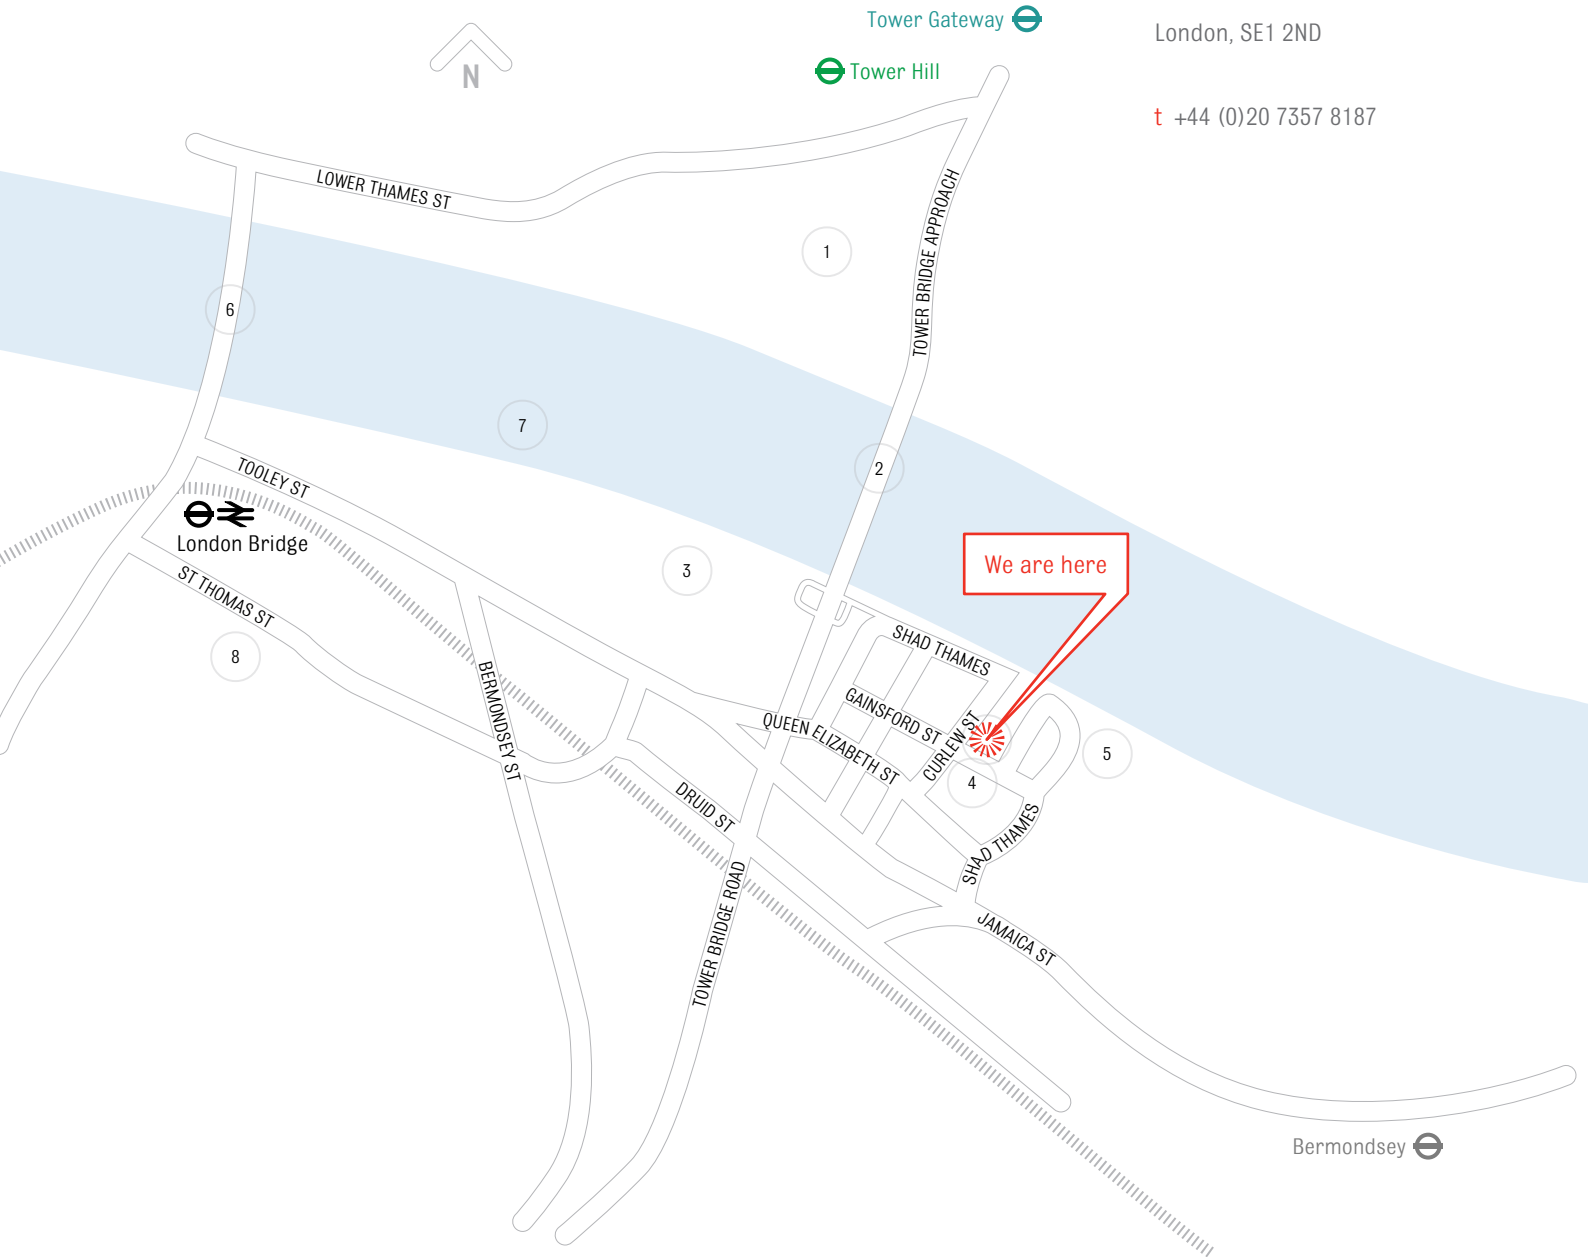 Tower Gateway
London, SE1 2ND
Tower Hill
N
t +44 (0)20 7357 8187
LOWER THAMES ST
TOWER BRIDGE APPROACH
1
6
7
2
TOOLEY ST
London Bridge
We are here
3
ST THOMAS ST
8
SHAD THAMES
BERMONDSEY ST
GAINSFORD ST
QUEEN ELIZABETH ST
CURLEW ST
5
4
DRUID ST
SHAD THAMES
TOWER BRIDGE ROAD
JAMAICA ST
Bermondsey